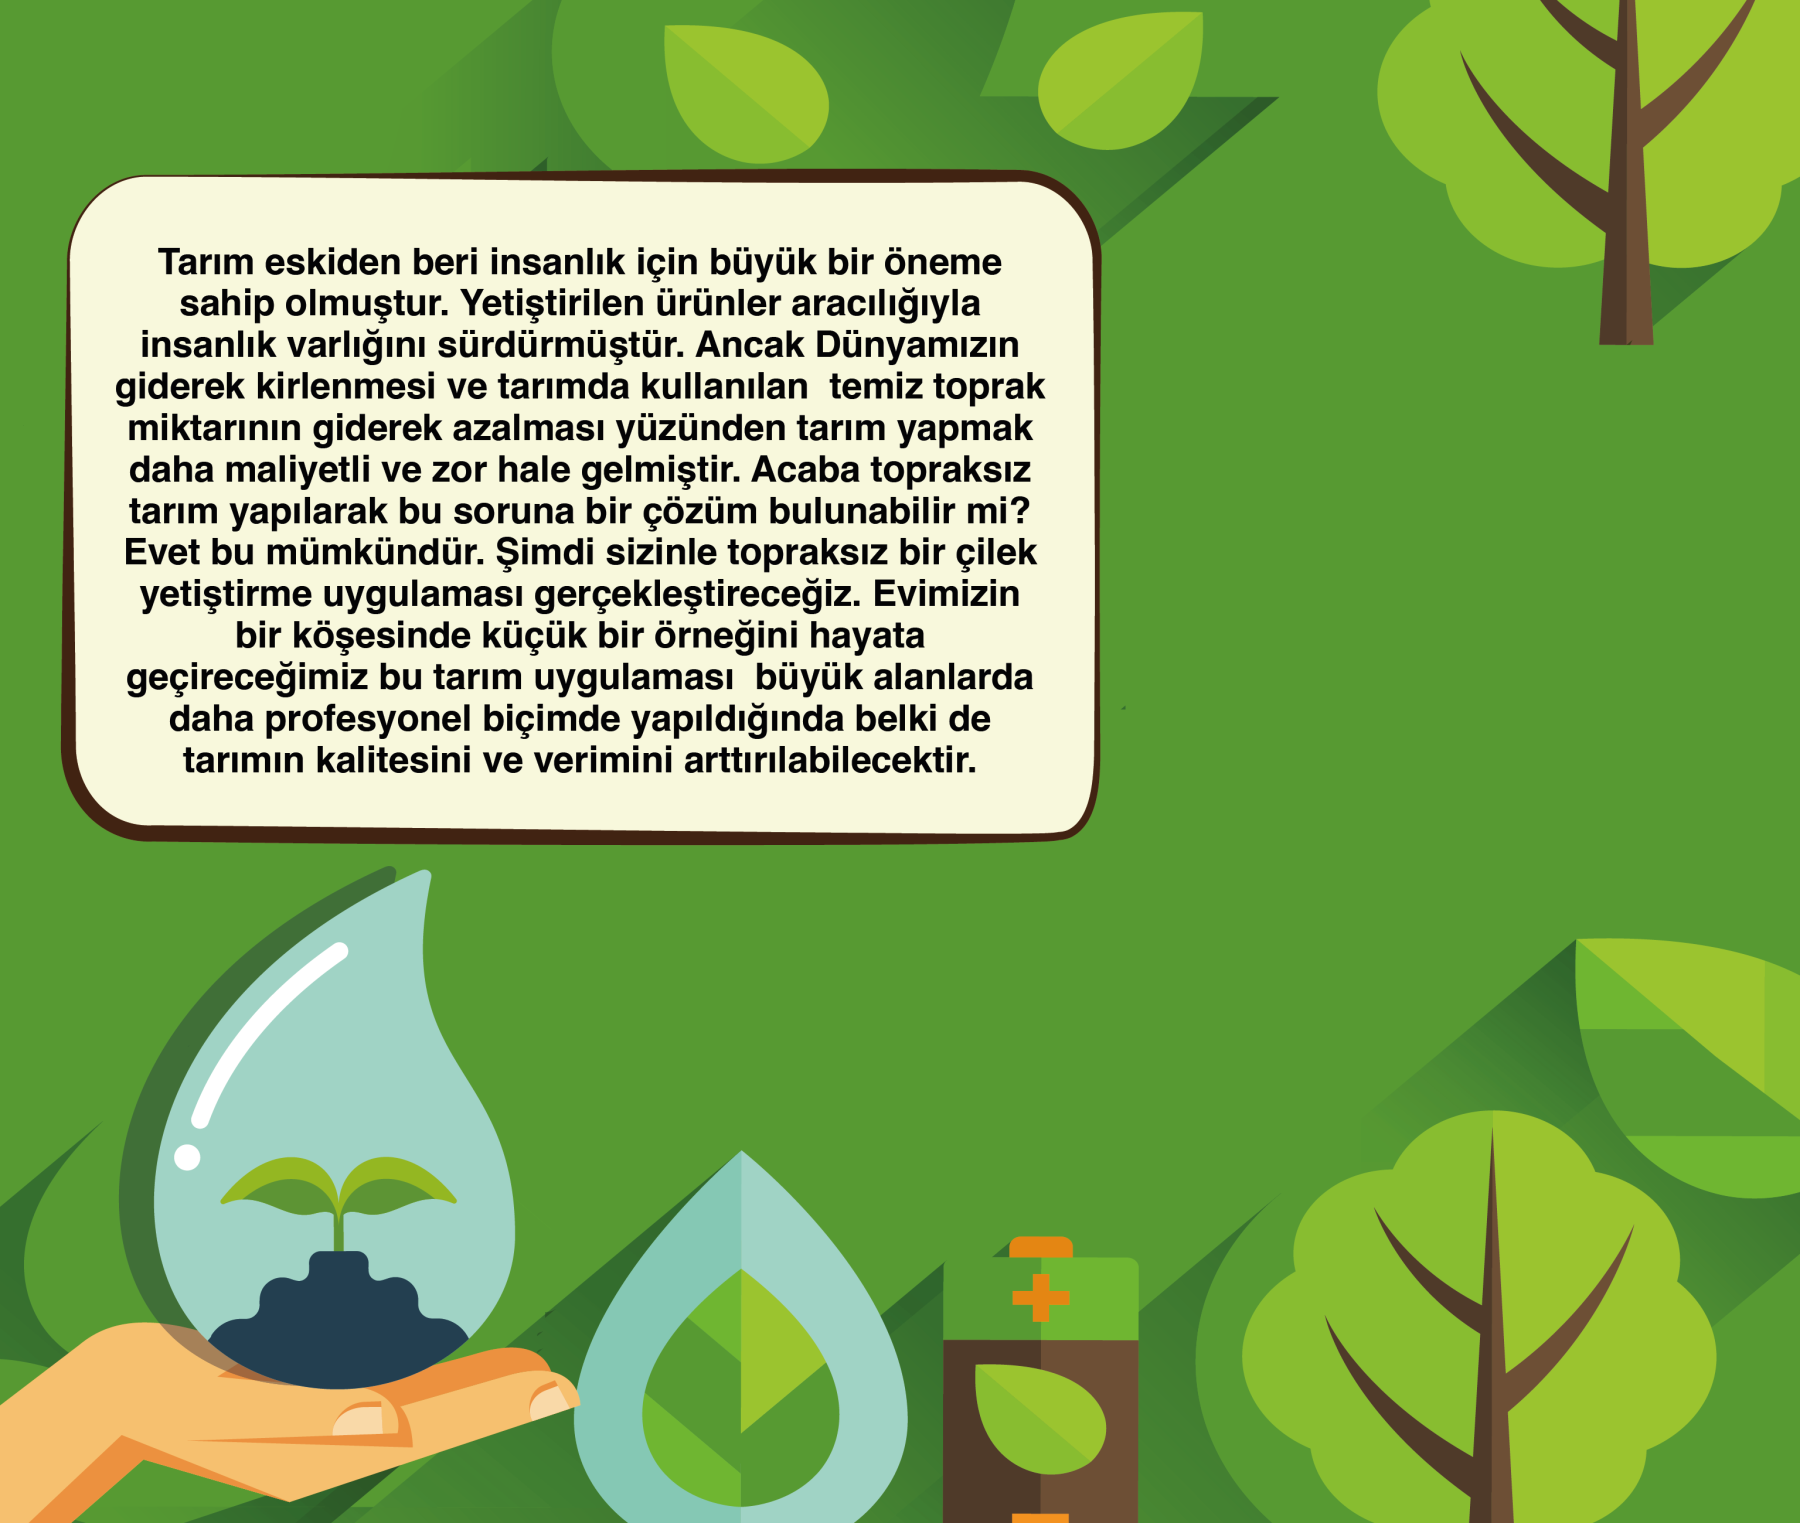 Tarım eskiden beri insanlık için büyük bir öneme
sahip olmuştur. Yetiştirilen ürünler aracılığıyla
insanlık varlığını sürdürmüştür. Ancak Dünyamızın
giderek kirlenmesi ve tarımda kullanılan  temiz toprak
miktarının giderek azalması yüzünden tarım yapmak
daha maliyetli ve zor hale gelmiştir. Acaba topraksız
tarım yapılarak bu soruna bir çözüm bulunabilir mi?
Evet bu mümkündür. Şimdi sizinle topraksız bir çilek
yetiştirme uygulaması gerçekleştireceğiz. Evimizin
bir köşesinde küçük bir örneğini hayata
geçireceğimiz bu tarım uygulaması  büyük alanlarda
daha profesyonel biçimde yapıldığında belki de
tarımın kalitesini ve verimini arttırılabilecektir.